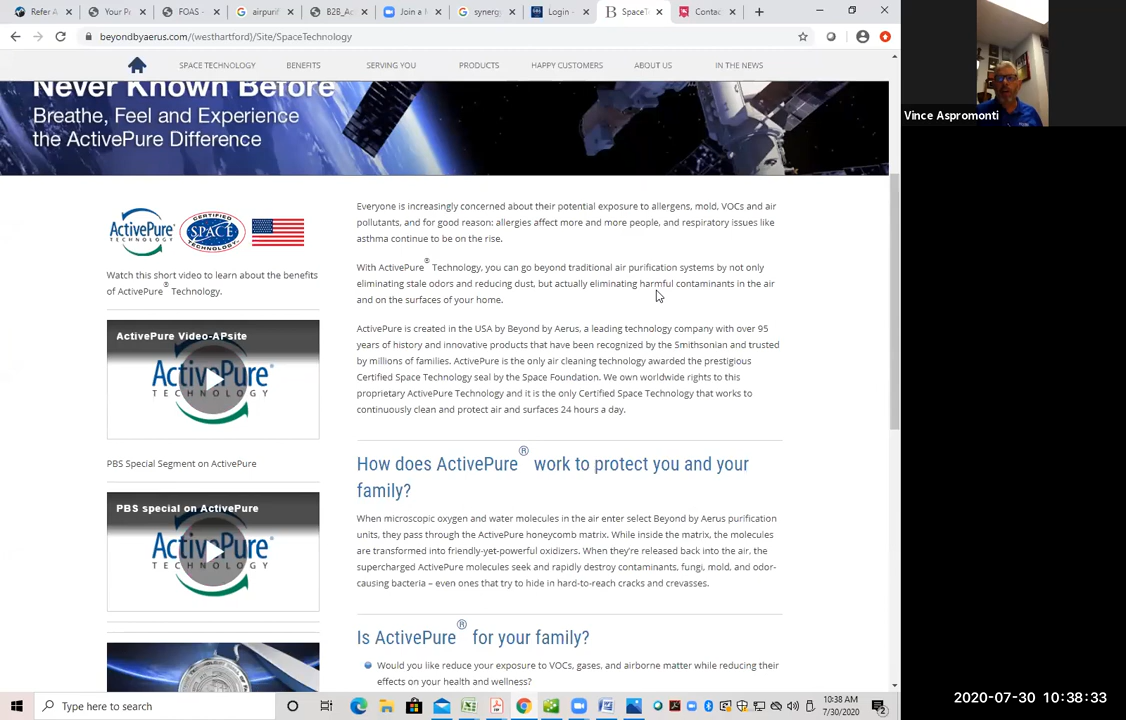 Refer A
Your P
FOAS -
airpuri
B2B_Ac
Join a
synerg
Login -
SpaceT
Contac
beyondbyaerus.com/(westhartford)/Site/SpaceTechnology
SPACE TECHNOLOGY
BENEFITS
SERVING YOU
PRODUCTS
HAPPY CUSTOMERS
ABOUT US
IN THE NEWS
Never Known Before
Breathe, Feel and Experience
the ActivePure Difference
Vince Aspromonti
ActivePure
TECHNOLOGY
CERTIFIED
SPACE
TECHNOLOGY
Watch this short video to learn about the benefits
of ActivePure® Technology.
ActivePure Video-APsite
ActivePure
TECHNOLOGY
PBS Special Segment on ActivePure
PBS special on ActivePure
ActivePure
TECHNOLOGY
Everyone is increasingly concerned about their potential exposure to allergens, mold, VOCs and air
pollutants, and for good reason: allergies affect more and more people, and respiratory issues like
asthma continue to be on the rise.
With ActivePure® Technology, you can go beyond traditional air purification systems by not only
eliminating stale odors and reducing dust, but actually eliminating harmful contaminants in the air
and on the surfaces of your home.
ActivePure is created in the USA by Beyond by Aerus, a leading technology company with over 95
years of history and innovative products that have been recognized by the Smithsonian and trusted
by millions of families. ActivePure is the only air cleaning technology awarded the prestigious
Certified Space Technology seal by the Space Foundation. We own worldwide rights to this
proprietary ActivePure Technology and it is the only Certified Space Technology that works to
continuously clean and protect air and surfaces 24 hours a day.
How does ActivePure® work to protect you and your
family?
When microscopic oxygen and water molecules in the air enter select Beyond by Aerus purification
units, they pass through the ActivePure honeycomb matrix. While inside the matrix, the molecules
are transformed into friendly-yet-powerful oxidizers. When they're released back into the air, the
supercharged ActivePure molecules seek and rapidly destroy contaminants, fungi, mold, and odor-
causing bacteria – even ones that try to hide in hard-to-reach cracks and crevasses.
Is ActivePure® for your family?
Would you like reduce your exposure to VOCs, gases, and airborne matter while reducing their
effects on your health and wellness?
Type here to search
10:38 AM
7/30/2020
2
2020-07-30 10:38:33